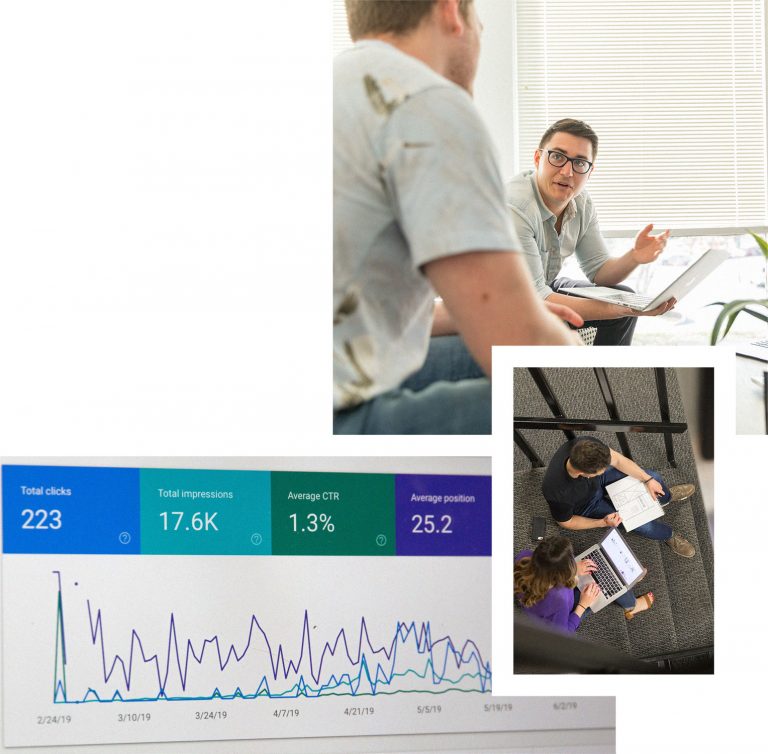 Total clicks
223
Total impressions
17.6K
Average CTR
1.3%
Average position
25.2
2/24/19 3/10/19 3/24/19 4/7/19 4/21/19 5/5/19 5/19/19 6/2/19